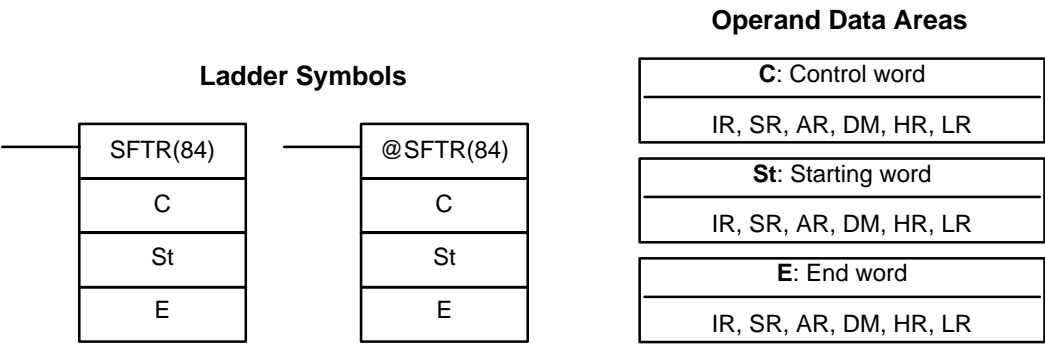 Ladder Symbols
SFTR(84)
C
St
E
@SFTR(84)
C
St
E
Operand Data Areas
C: Control word
IR, SR, AR, DM, HR, LR
St: Starting word
IR, SR, AR, DM, HR, LR
E: End word
IR, SR, AR, DM, HR, LR